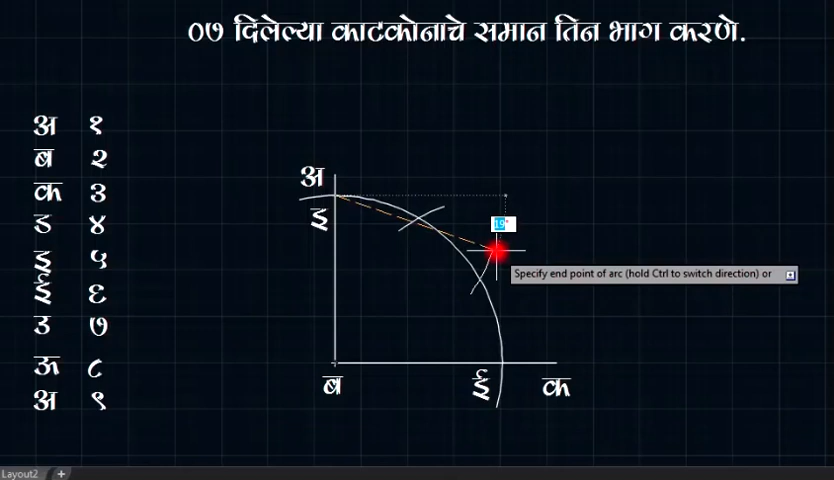 ०७ दिलेल्या काटकोनाचे समान तिन भाग करणे.
अ १
ब २
क ३
ड ४
इ ५
ई ६
उ ७
ऊ ८
अ ९
अ
इ
19°
Specify end point of arc (hold Ctrl to switch direction) or
ब ई क
Layout2 +